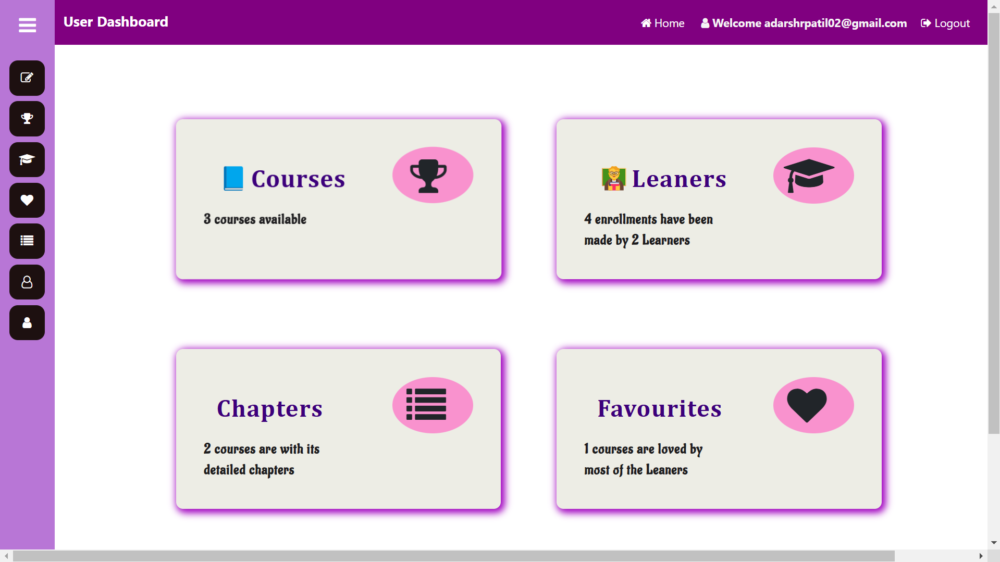 User Dashboard
Home
Welcome adarshrpatil02@gmail.com
Logout
Courses
3 courses available
Leaners
4 enrollments have been
made by 2 Learners
Chapters
2 courses are with its
detailed chapters
Favourites
1 courses are loved by
most of the Leaners